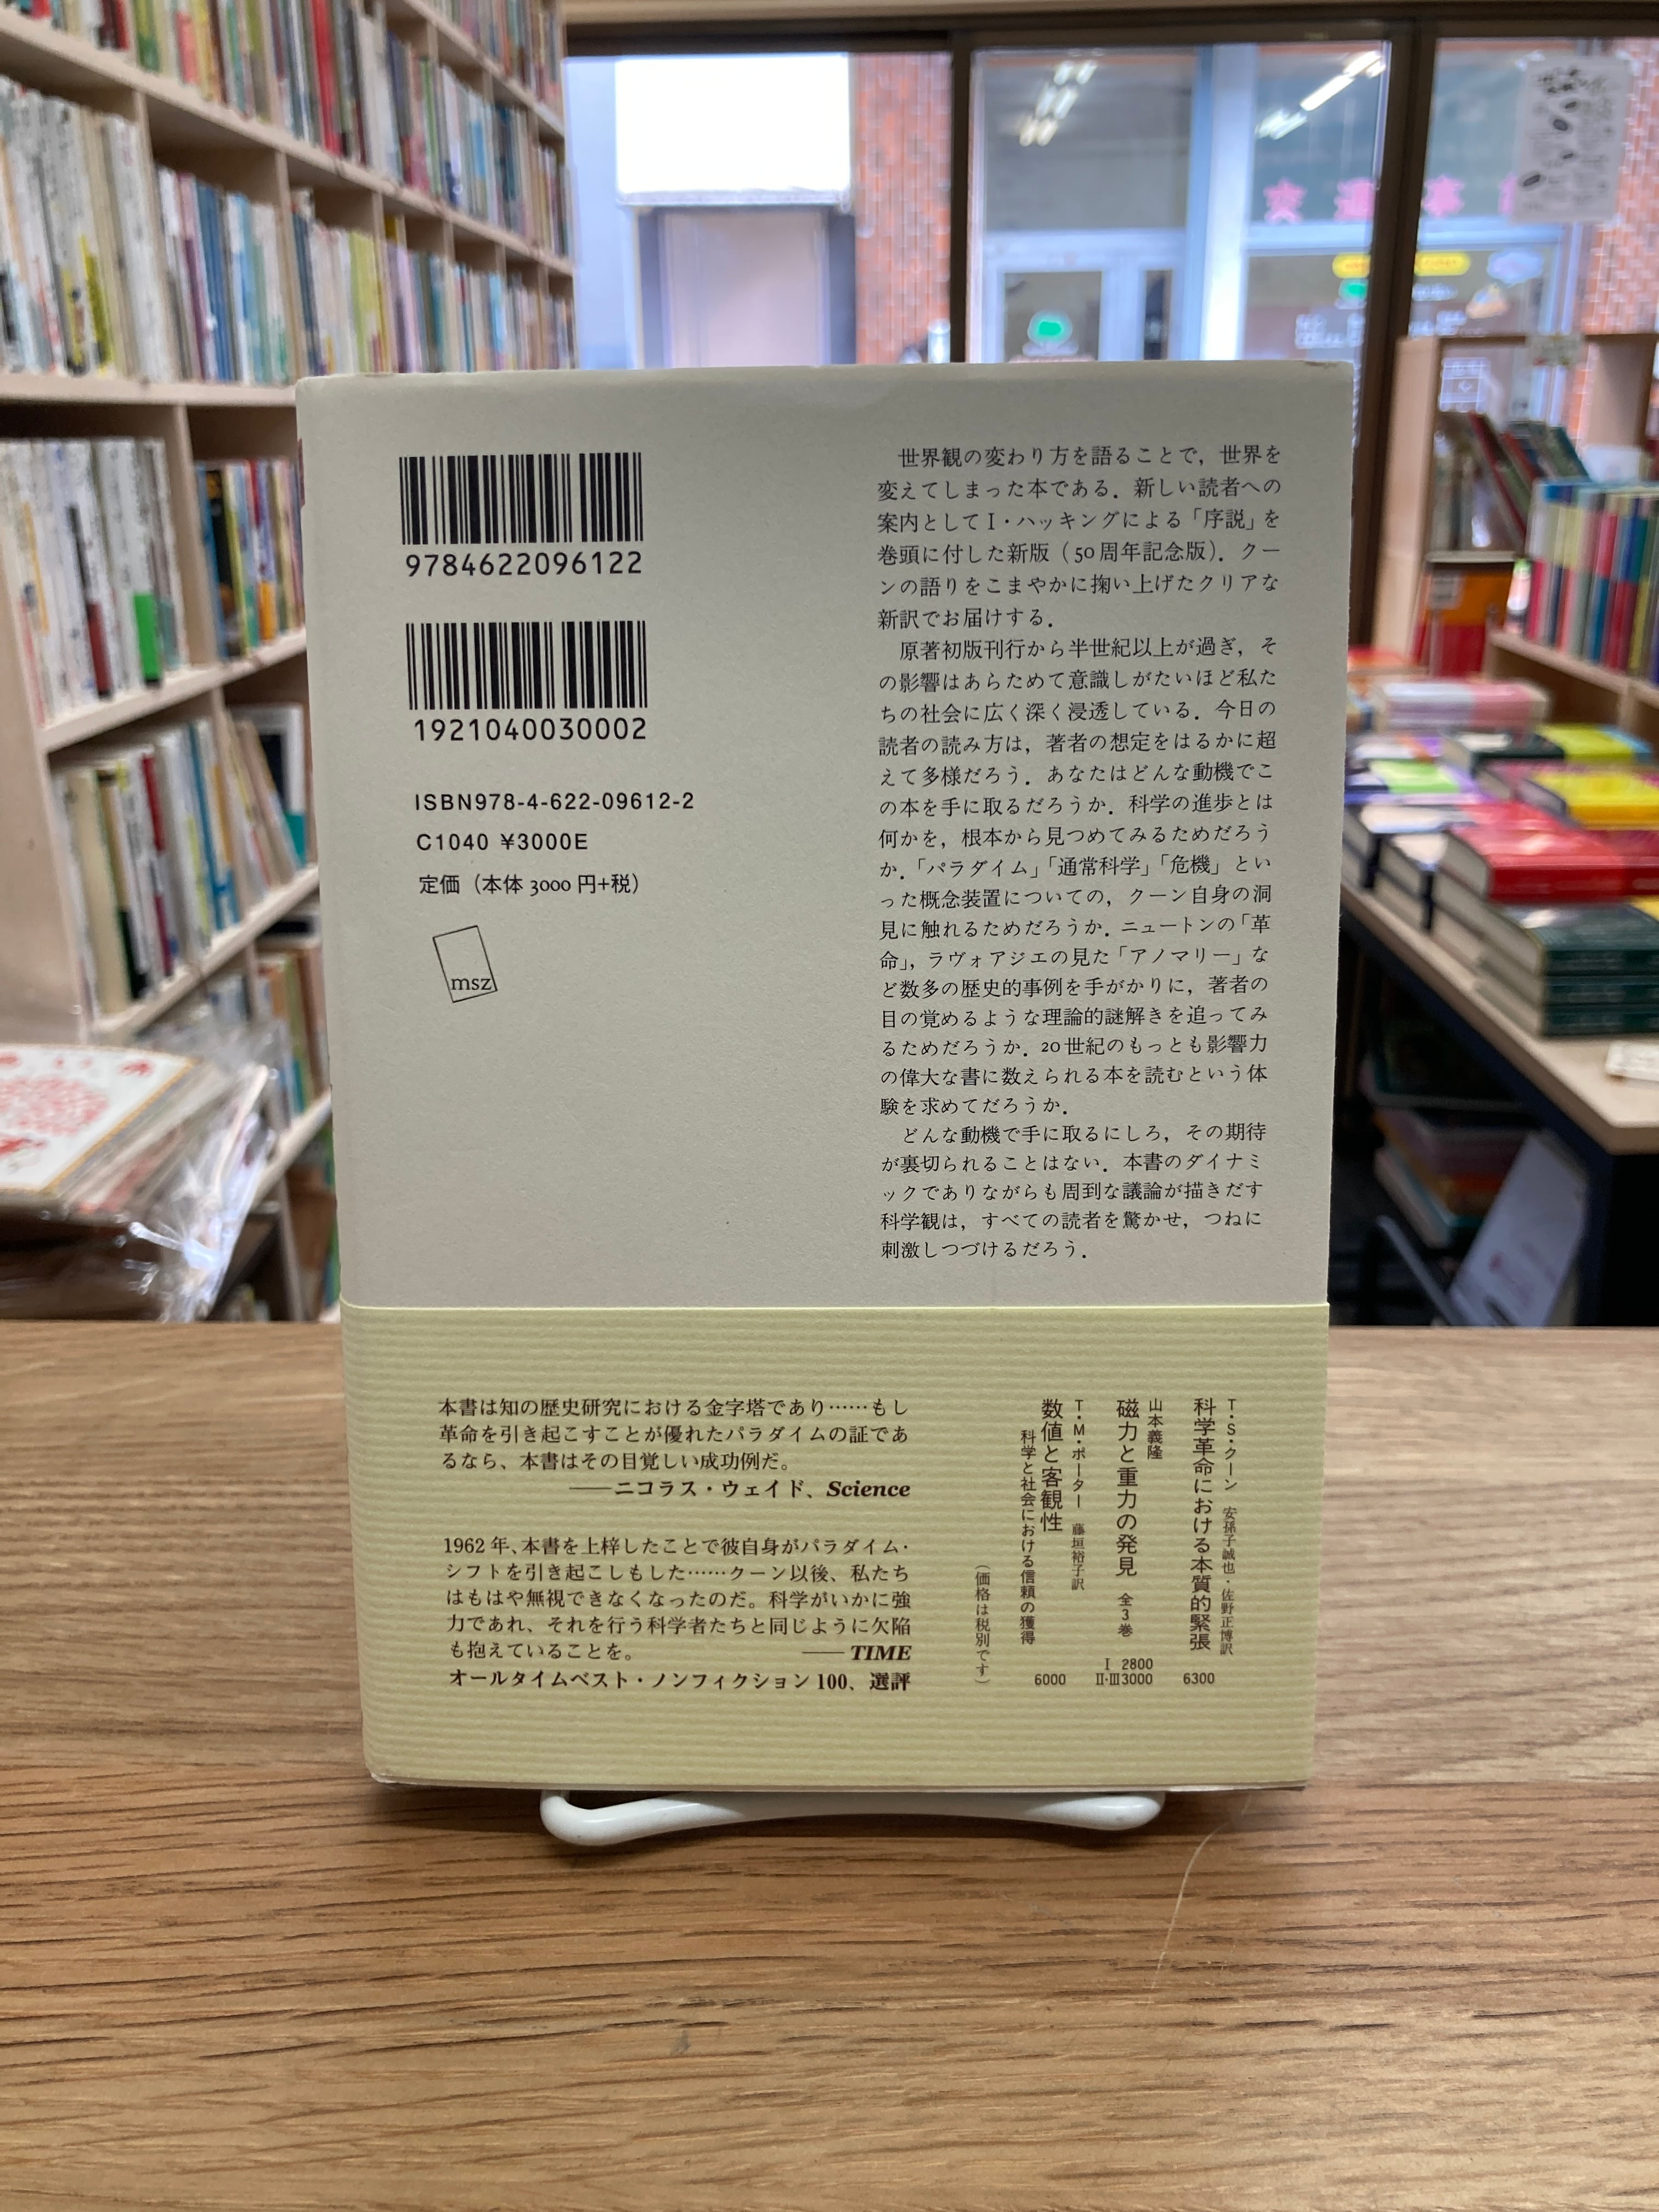 9784622096122
1921040030002
ISBN978-4-622-09612-2
C1040 ¥3000E
定価（本体 3000 円+税）
msz
世界観の変わり方を語ることで，世界を
変えてしまった本である．新しい読者への
案内としてI・ハッキングによる「序説」を
巻頭に付した新版（50周年記念版）．クー
ンの語りをこまやかに掬い上げたクリアな
新訳でお届けする．
原著初版刊行から半世紀以上が過ぎ，そ
の影響はあらためて意識しがたいほど私た
ちの社会に広く深く浸透している．今日の
読者の読み方は，著者の想定をはるかに超
えて多様だろう．あなたはどんな動機でこ
の本を手に取るだろうか．科学の進歩とは
何かを，根本から見つめてみるためだろう
か．「パラダイム」「通常科学」「危機」とい
った概念装置についての，クーン自身の洞
見に触れるためだろうか．ニュートンの「革
命」，ラヴォアジエの見た「アノマリー」な
ど数多の歴史的事例を手がかりに，著者の
目の覚めるような理論的謎解きを追ってみ
るためだろうか．20世紀のもっとも影響力
の偉大な書に数えられる本を読むという体
験を求めてだろうか．
どんな動機で手に取るにしろ，その期待
が裏切られることはない．本書のダイナミ
ックでありながらも周到な議論が描きだす
科学観は，すべての読者を驚かせ，つねに
刺激しつづけるだろう．
本書は知の歴史研究における金字塔であり……もし
革命を引き起こすことが優れたパラダイムの証であ
るなら、本書はその目覚しい成功例だ。
——ニコラス・ウェイド、Science
1962 年、本書を上梓したことで彼自身がパラダイム・
シフトを引き起こしもした……クーン以後、私たち
はもはや無視できなくなったのだ。科学がいかに強
力であれ、それを行う科学者たちと同じように欠陥
も抱えていることを。 —— TIME
オールタイムベスト・ノンフィクション 100、選評
T・S・クーン 安孫子誠也・佐野正博訳
科学革命における本質的緊張 6300
山本義隆
磁力と重力の発見 全3巻 I 2800
II・III 3000
T・M・ポーター 藤垣裕子訳
数値と客観性
科学と社会における信頼の獲得 6000
（価格は税別です）